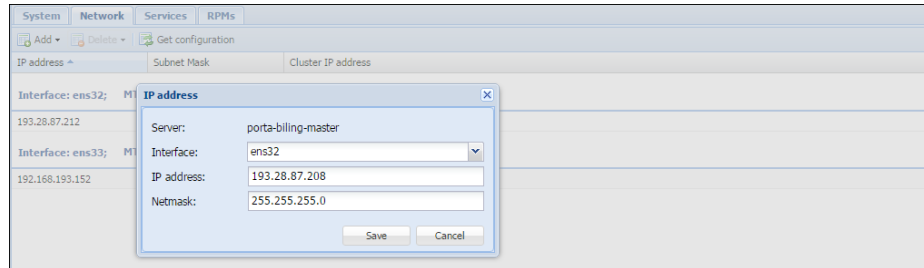 System Network Services RPMs
Add Delete Get configuration
IP address Subnet Mask Cluster IP address
Interface: ens32; IP address
193.28.87.212 Server: porta-biling-master
Interface: ens33; Interface: ens32
192.168.193.152 IP address: 193.28.87.208
Netmask: 255.255.255.0
Save Cancel